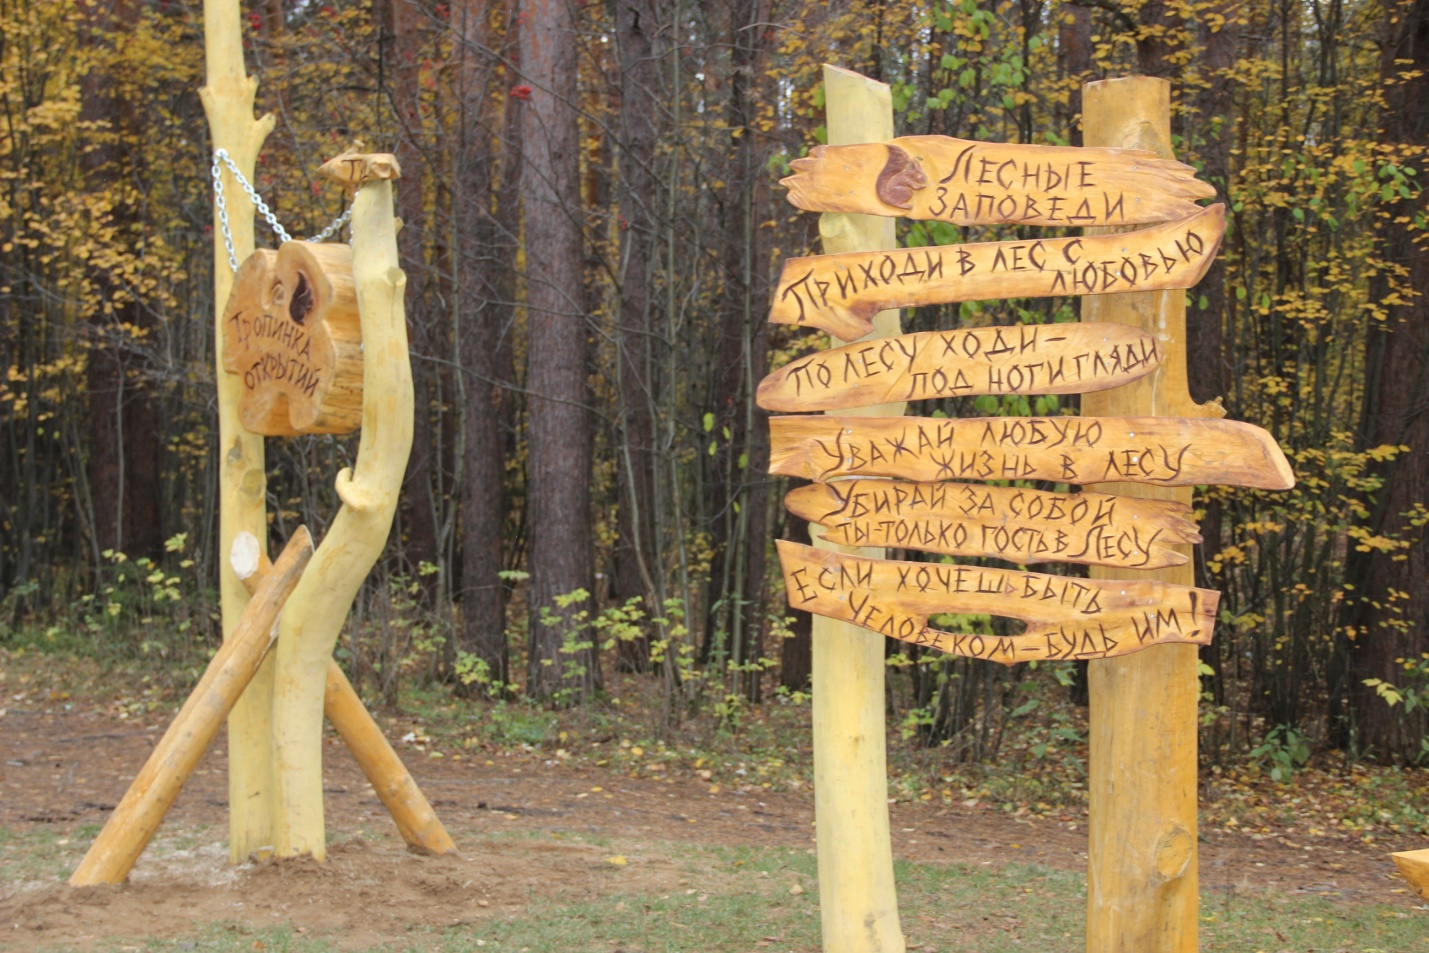 Тропинка
открытий
Лесные
заповеди
Приходи в лес с
любовью
По лесу ходи-
под ноги гляди
Уважай любую
жизнь в лесу
Убирай за собой
ты-только гость в лесу
Если хочешь быть
человеком-будь им!